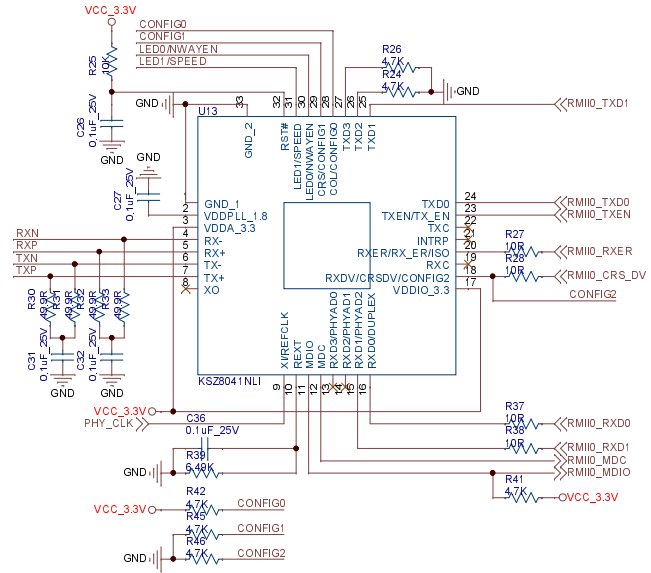 VCC_3.3V
CONFIG0
CONFIG1
LED0/NWAYEN
LED1/SPEED
R25
10K
R26
4.7K
R24
4.7K
GND
C26
0.1uF_25V
GND
GND
33
32
31
30
29
28
27
26
25
RMII0_TXD1
U13
GND_2
RST#
LED1/SPEED
LED0/NWAYEN
CRS/CONFIG1
COL/CONFIG0
TXD3
TXD2
TXD1
GND
C27
0.1uF_25V
1
GND_1
2
VDDPLL_1.8
3
VDDA_3.3
4
RX-
5
RX+
6
TX-
7
TX+
8
XO
RXN
RXP
TXN
TXP
TXD0
24
RMII0_TXD0
TXEN/TX_EN
23
RMII0_TXEN
TXC
22
INTRP
21
RXER/RX_ER/ISO
20
R27
10R
RMII0_RXER
RXC
19
R28
RXDV/CRSDV/CONFIG2
18
10R
RMII0_CRS_DV
VDDIO_3.3
17
CONFIG2
R30
49.9R
R31
49.9R
R32
49.9R
R33
49.9R
C31
0.1uF_25V
C32
0.1uF_25V
GND
GND
XI/REFCLK
REXT
MDIO
MDC
RXD3/PHYAD0
RXD2/PHYAD1
RXD1/PHYAD2
RXD0/DUPLEX
KSZ8041NLI
9
10
11
12
13
14
15
16
VCC_3.3V
PHY_CLK
C36
0.1uF_25V
R39
6.49K
GND
R37
10R
RMII0_RXD0
R38
10R
RMII0_RXD1
RMII0_MDC
RMII0_MDIO
R41
4.7K
VCC_3.3V
R42
VCC_3.3V
4.7K
CONFIG0
R45
4.7K
CONFIG1
R46
GND
4.7K
CONFIG2